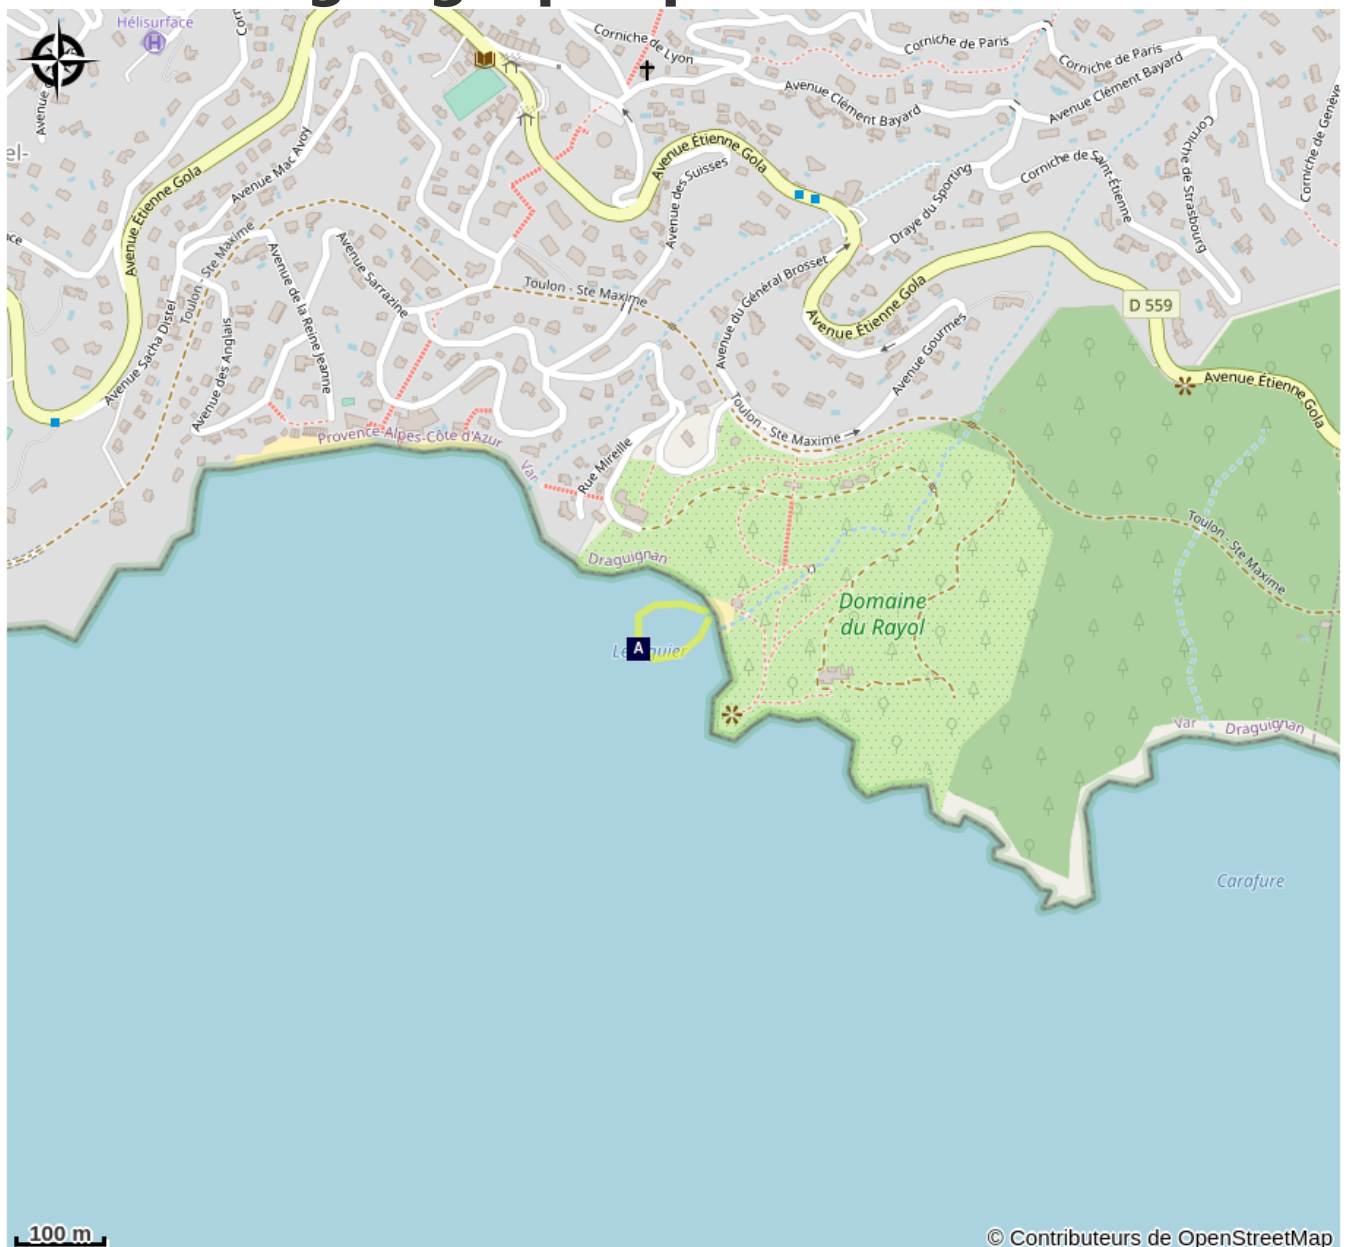 Hélisurface
H
Corniche de Lyon
Corniche de Paris
Corniche de Paris
Avenue Clément Bayard
Avenue Clément Bayard
Corniche de Genève
Avenue Mac Avoy
Avenue Étienne Gola
Avenue Étienne Gola
Avenue des Suisses
Draye du Sporting
Corniche de Saint-Étienne
Corniche de Strasbourg
Toulon - Ste Maxime
Avenue Sarrazine
Avenue de la Reine Jeanne
Toulon - Ste Maxime
Avenue du Général Brosset
Avenue Étienne Gola
D 559
Avenue Sacha Distel
Avenue des Anglais
Avenue Gourmes
Avenue Étienne Gola
Toulon - Ste Maxime
Provence-Alpes-Côte d'Azur
Var
Rue Mireille
Draguignan
Toulon - Ste Maxime
Domaine
du Rayol
A
Var
Draguignan
Carafure
100 m
© Contributeurs de OpenStreetMap